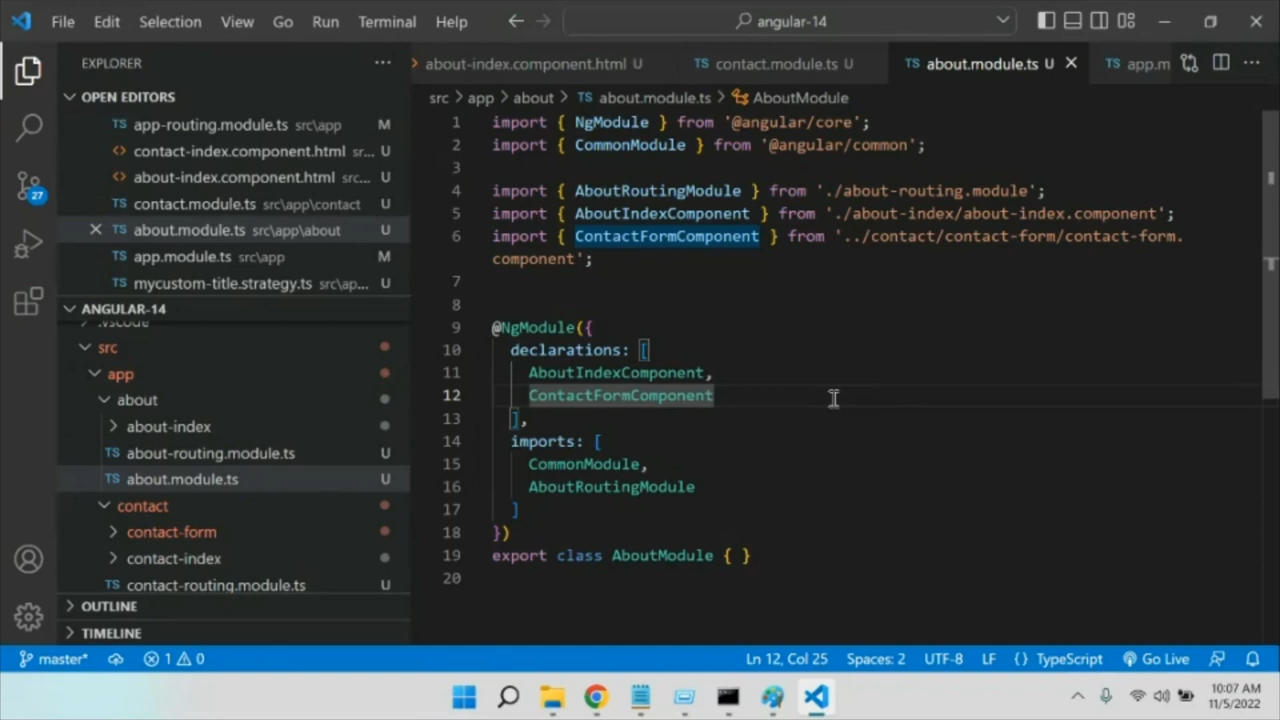 File Edit Selection View Go Run Terminal Help angular-14
EXPLORER
OPEN EDITORS
TS app-routing.module.ts src\app M
<> contact-index.component.html sr... U
<> about-index.component.html src... U
TS contact.module.ts src\app\contact U
TS about.module.ts src\app\about U
TS app.module.ts src\app M
TS mycustom-title.strategy.ts src\ap... U
ANGULAR-14
.vscode
src
app
about
about-index
TS about-routing.module.ts U
TS about.module.ts U
contact
contact-form
contact-index
TS contact-routing.module.ts U
OUTLINE
TIMELINE
27
about-index.component.html U TS contact.module.ts U TS about.module.ts U TS app.m
src > app > about > TS about.module.ts > AboutModule
1 import { NgModule } from '@angular/core';
2 import { CommonModule } from '@angular/common';
3
4 import { AboutRoutingModule } from './about-routing.module';
5 import { AboutIndexComponent } from './about-index/about-index.component';
6 import { ContactFormComponent } from '../contact/contact-form/contact-form.
component';
7
8
9 @NgModule({
10 declarations: [
11 AboutIndexComponent,
12 ContactFormComponent
13 ],
14 imports: [
15 CommonModule,
16 AboutRoutingModule
17 ]
18 })
19 export class AboutModule { }
20
master* 1 0 Ln 12, Col 25 Spaces: 2 UTF-8 LF {} TypeScript Go Live
10:07 AM
11/5/2022